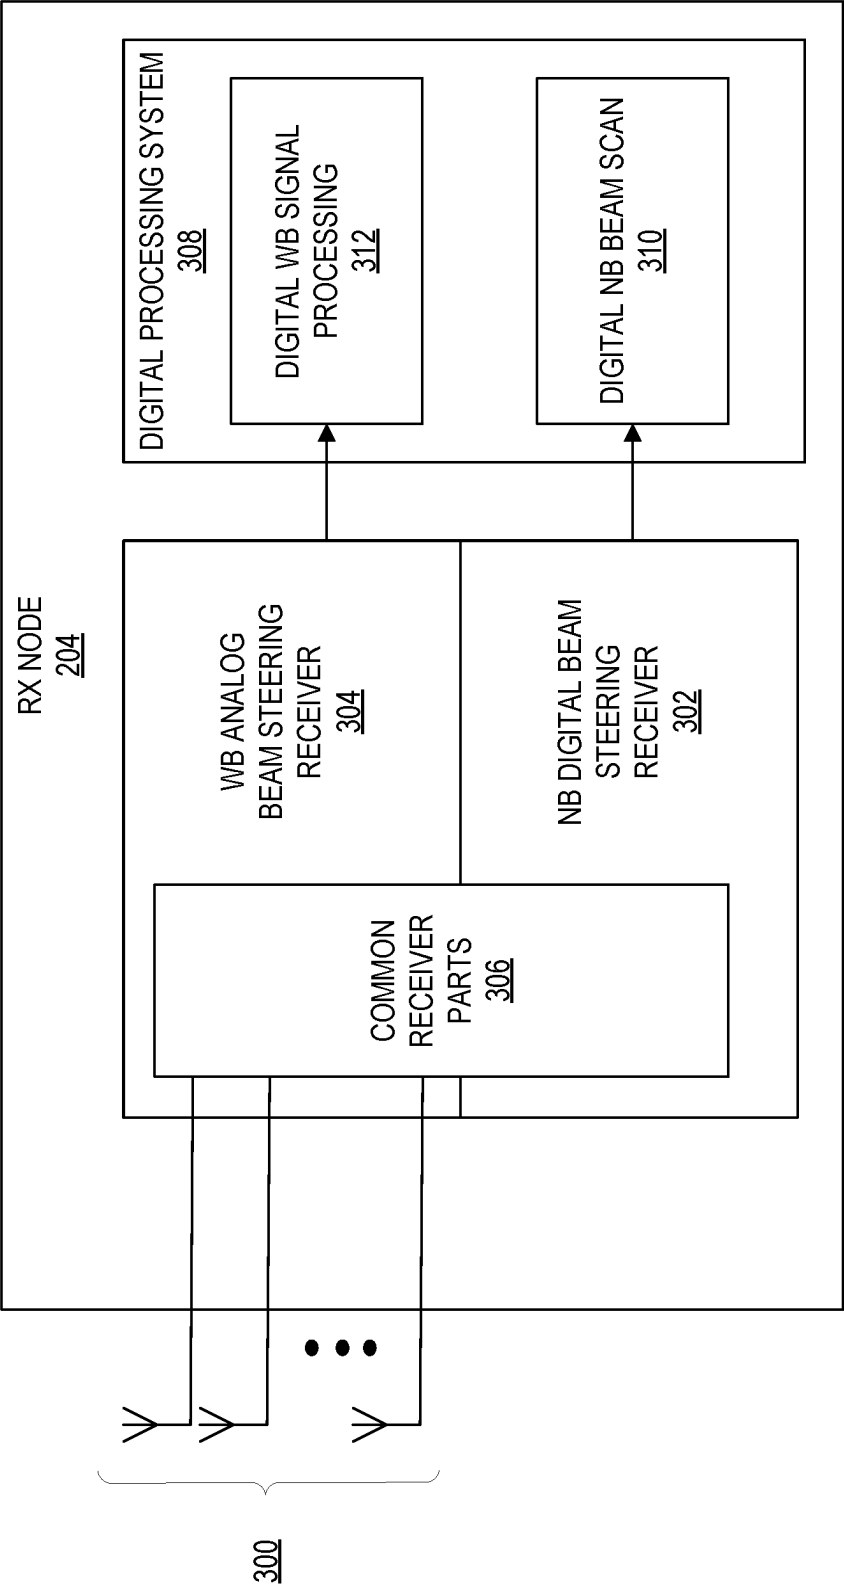 RX NODE
204
DIGITAL PROCESSING SYSTEM
308
DIGITAL WB SIGNAL
PROCESSING
312
DIGITAL NB BEAM SCAN
310
WB ANALOG
BEAM STEERING
RECEIVER
304
NB DIGITAL BEAM
STEERING
RECEIVER
302
COMMON
RECEIVER
PARTS
306
300